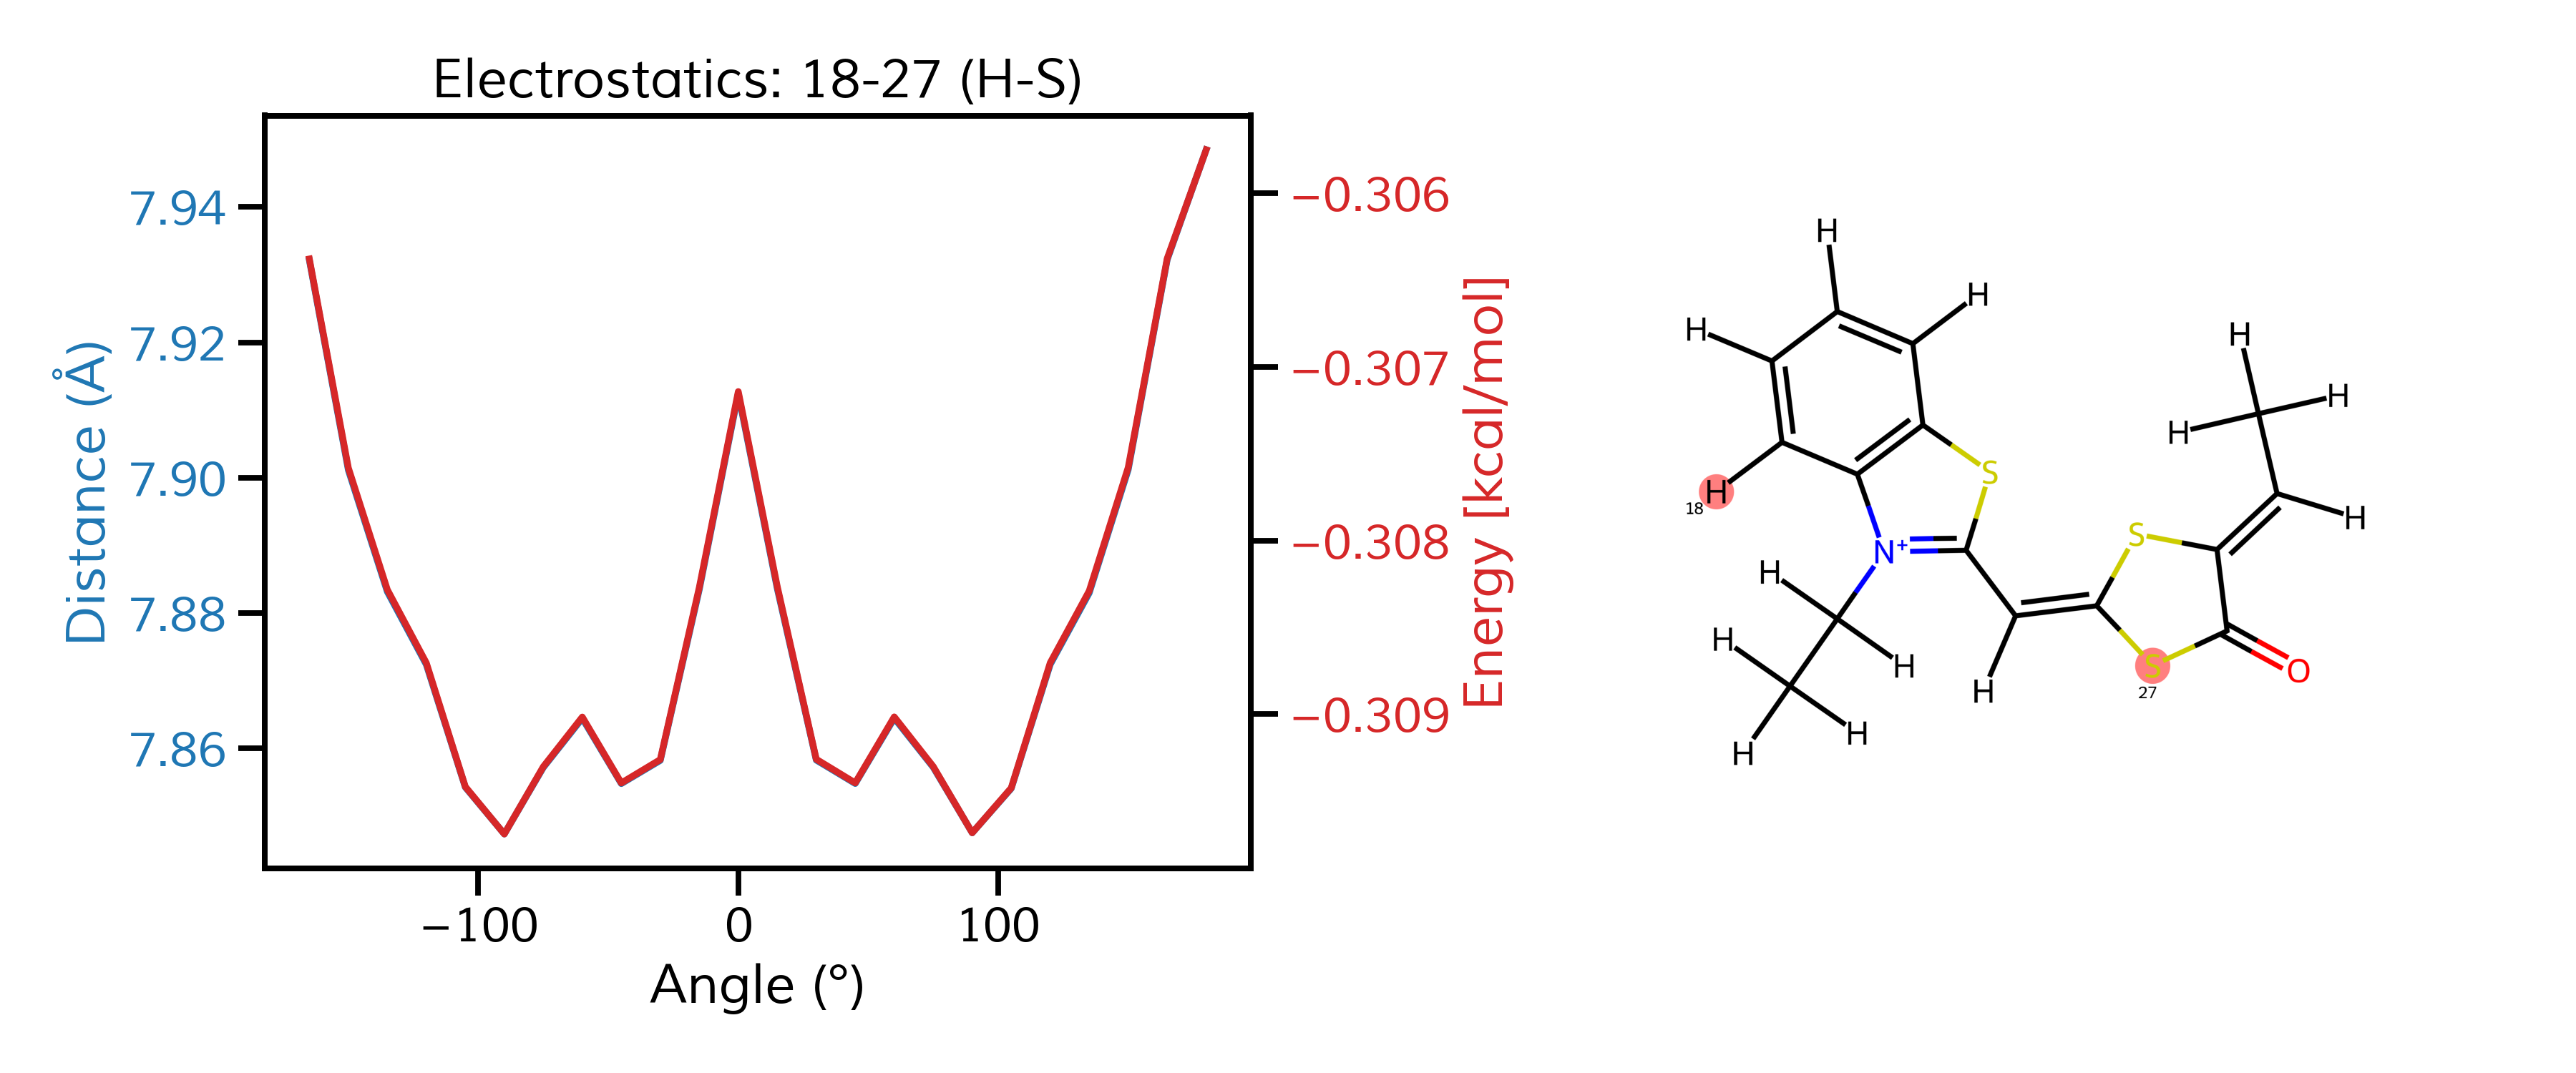 Electrostatics: 18-27 (H-S)
7.94
7.92
7.90
7.88
7.86
Distance (Å)
−100
0
100
Angle (°)
−0.306
−0.307
−0.308
−0.309
Energy [kcal/mol]
H
H
H
H
H
H
H
S
H
18
H
S
N+
H
H
H
S
27
O
H
H
H